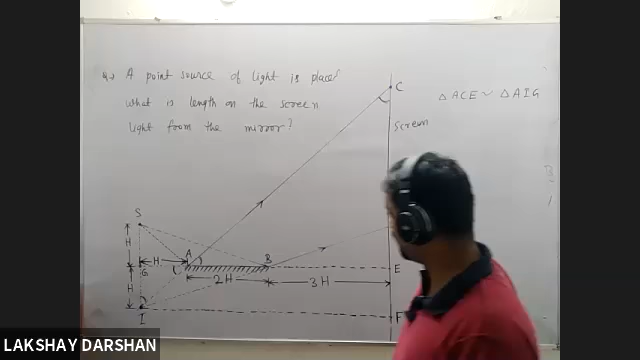 Q→ A point source of light is place
what is length on the screen
light from the mirror?
C
△ ACE ~ △ AIG
Screen
S
H
A
B
H
G
E
2H
3H
H
I
F
LAKSHAY DARSHAN